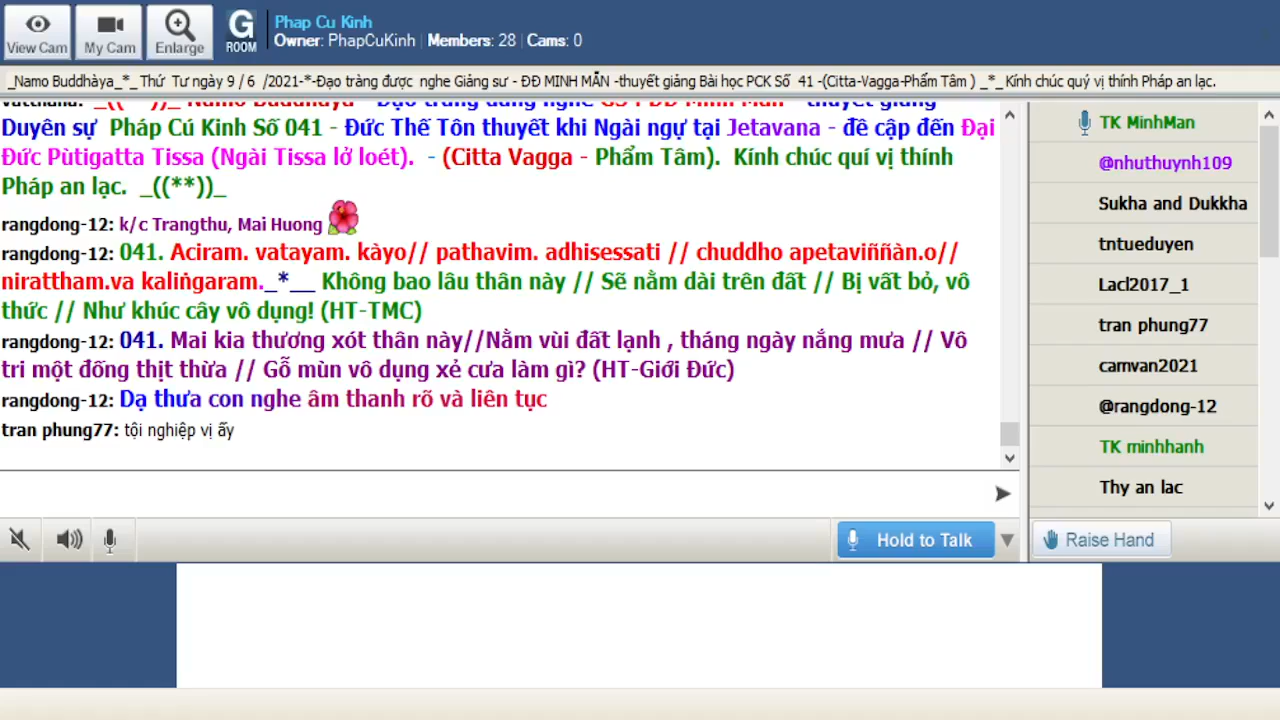 View Cam
My Cam
Enlarge
G
ROOM
Phap Cu Kinh
Owner: PhapCuKinh | Members: 28 | Cams: 0
_Namo Buddhàya_*_Thứ Tư ngày 9 / 6 /2021-*-Đạo tràng được nghe Giảng sư - ĐĐ MINH MẪN -thuyết giảng Bài học PCK Số 41 -(Citta-Vagga-Phẩm Tâm ) _*_Kính chúc quý vị thính Pháp an lạc.
Duyên sự Pháp Cú Kinh Số 041 - Đức Thế Tôn thuyết khi Ngài ngự tại Jetavana - đề cập đến Đại
Đức Pùtigatta Tissa (Ngài Tissa lở loét). - (Citta Vagga - Phẩm Tâm). Kính chúc quí vị thính
Pháp an lạc. _((**))_
rangdong-12: k/c Trangthu, Mai Huong
rangdong-12: 041. Aciram. vatayam. kàyo// pathavim. adhisessati // chuddho apetaviññàn.o//
nirattham.va kaliṅgaram._*__ Không bao lâu thân này // Sẽ nằm dài trên đất // Bị vất bỏ, vô
thức // Như khúc cây vô dụng! (HT-TMC)
rangdong-12: 041. Mai kia thương xót thân này//Nằm vùi đất lạnh , tháng ngày nắng mưa // Vô
tri một đống thịt thừa // Gỗ mùn vô dụng xẻ cưa làm gì? (HT-Giới Đức)
rangdong-12: Dạ thưa con nghe âm thanh rõ và liên tục
tran phung77: tội nghiệp vị ấy
TK MinhMan
@nhuthuynh109
Sukha and Dukkha
tntueduyen
Lacl2017_1
tran phung77
camvan2021
@rangdong-12
TK minhhanh
Thy an lac
Hold to Talk
Raise Hand